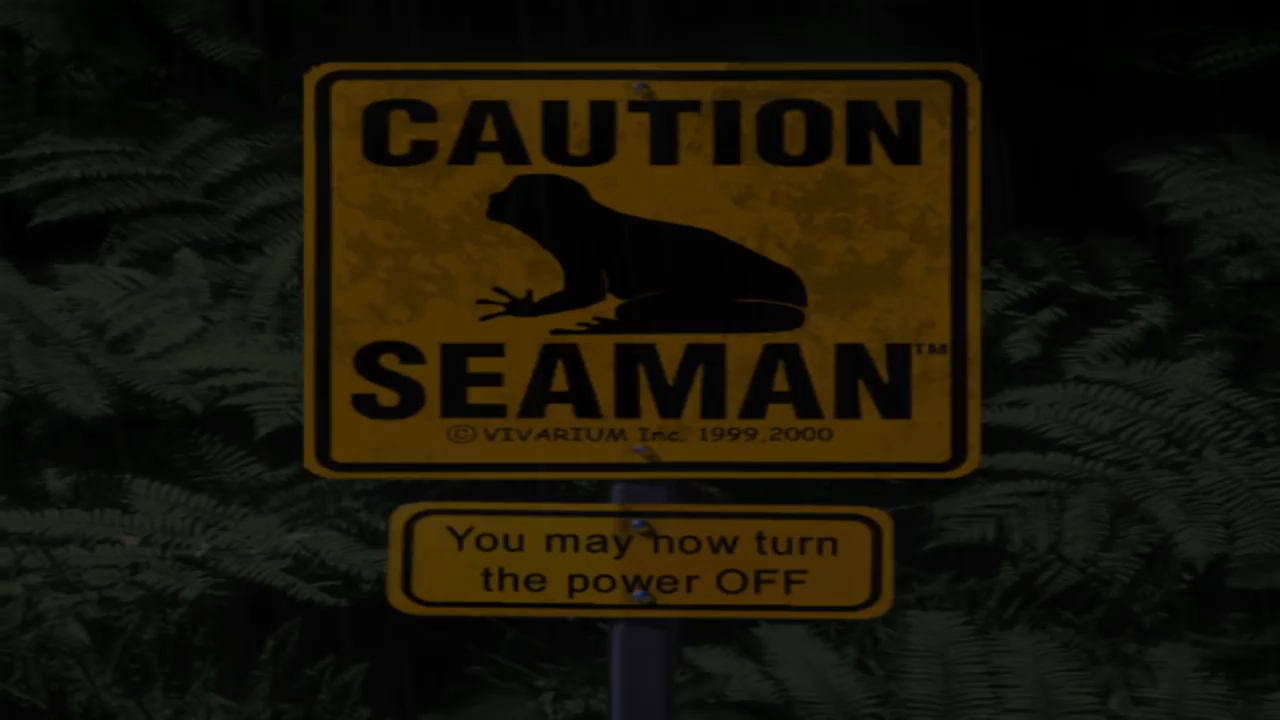 CAUTION
SEAMAN™
© VIVARIUM Inc. 1999,2000
You may now turn
the power OFF